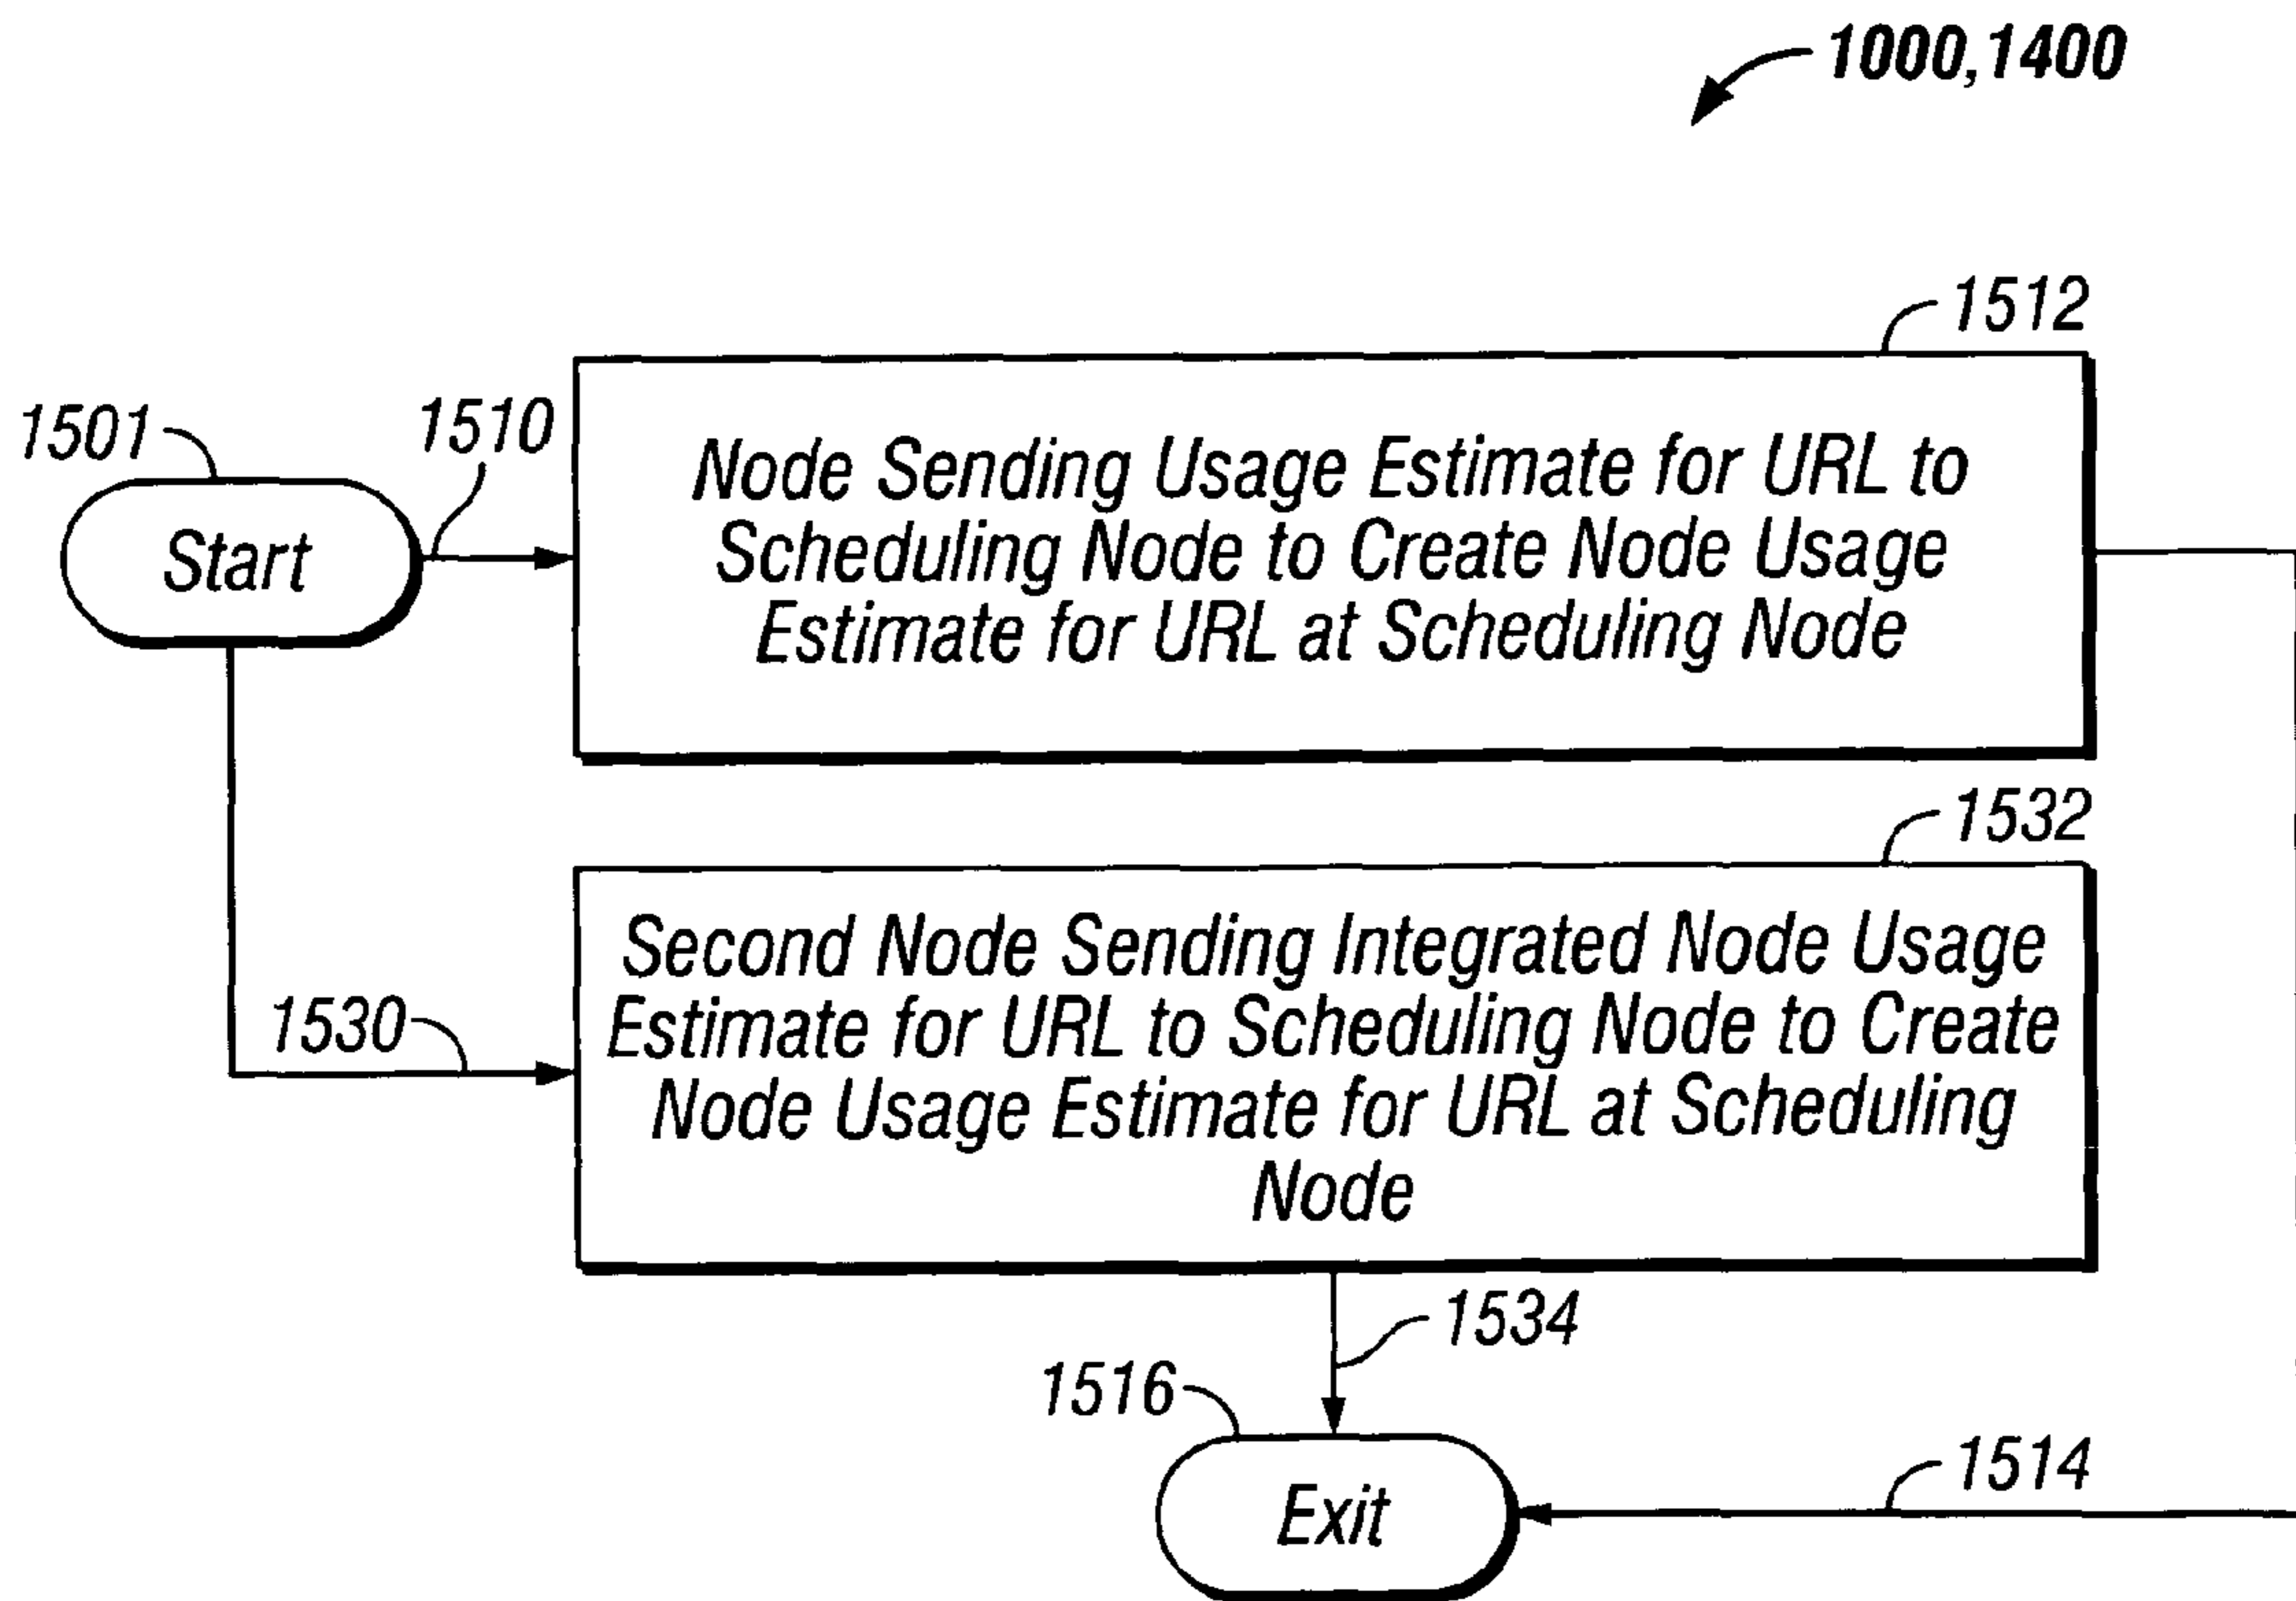 1000,1400
1512
1501
1510
Start
Node Sending Usage Estimate for URL to
Scheduling Node to Create Node Usage
Estimate for URL at Scheduling Node
1532
1530
Second Node Sending Integrated Node Usage
Estimate for URL to Scheduling Node to Create
Node Usage Estimate for URL at Scheduling
Node
1534
1516
1514
Exit